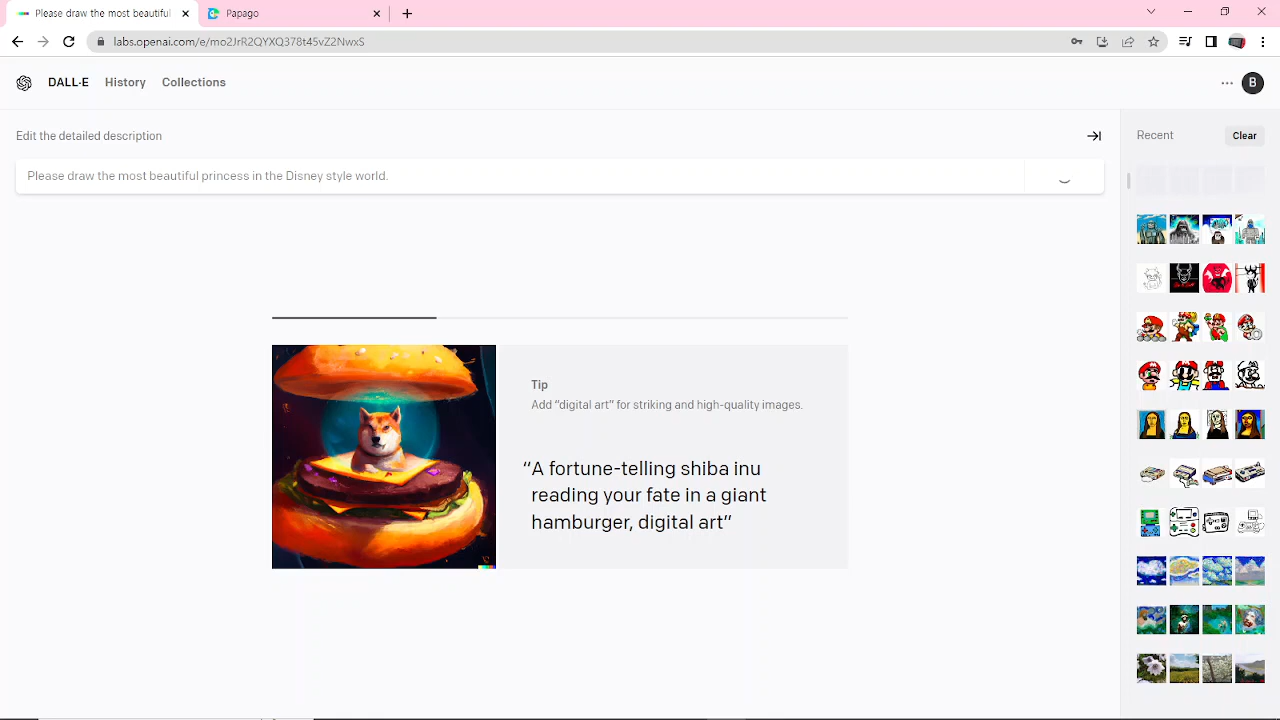 Please draw the most beautiful
Papago
labs.openai.com/e/mo2JrR2QYXQ378t45vZ2NwxS
DALL·E
History
Collections
B
Edit the detailed description
Recent
Clear
Please draw the most beautiful princess in the Disney style world.
Tip
Add “digital art” for striking and high-quality images.
“A fortune-telling shiba inu
reading your fate in a giant
hamburger, digital art”